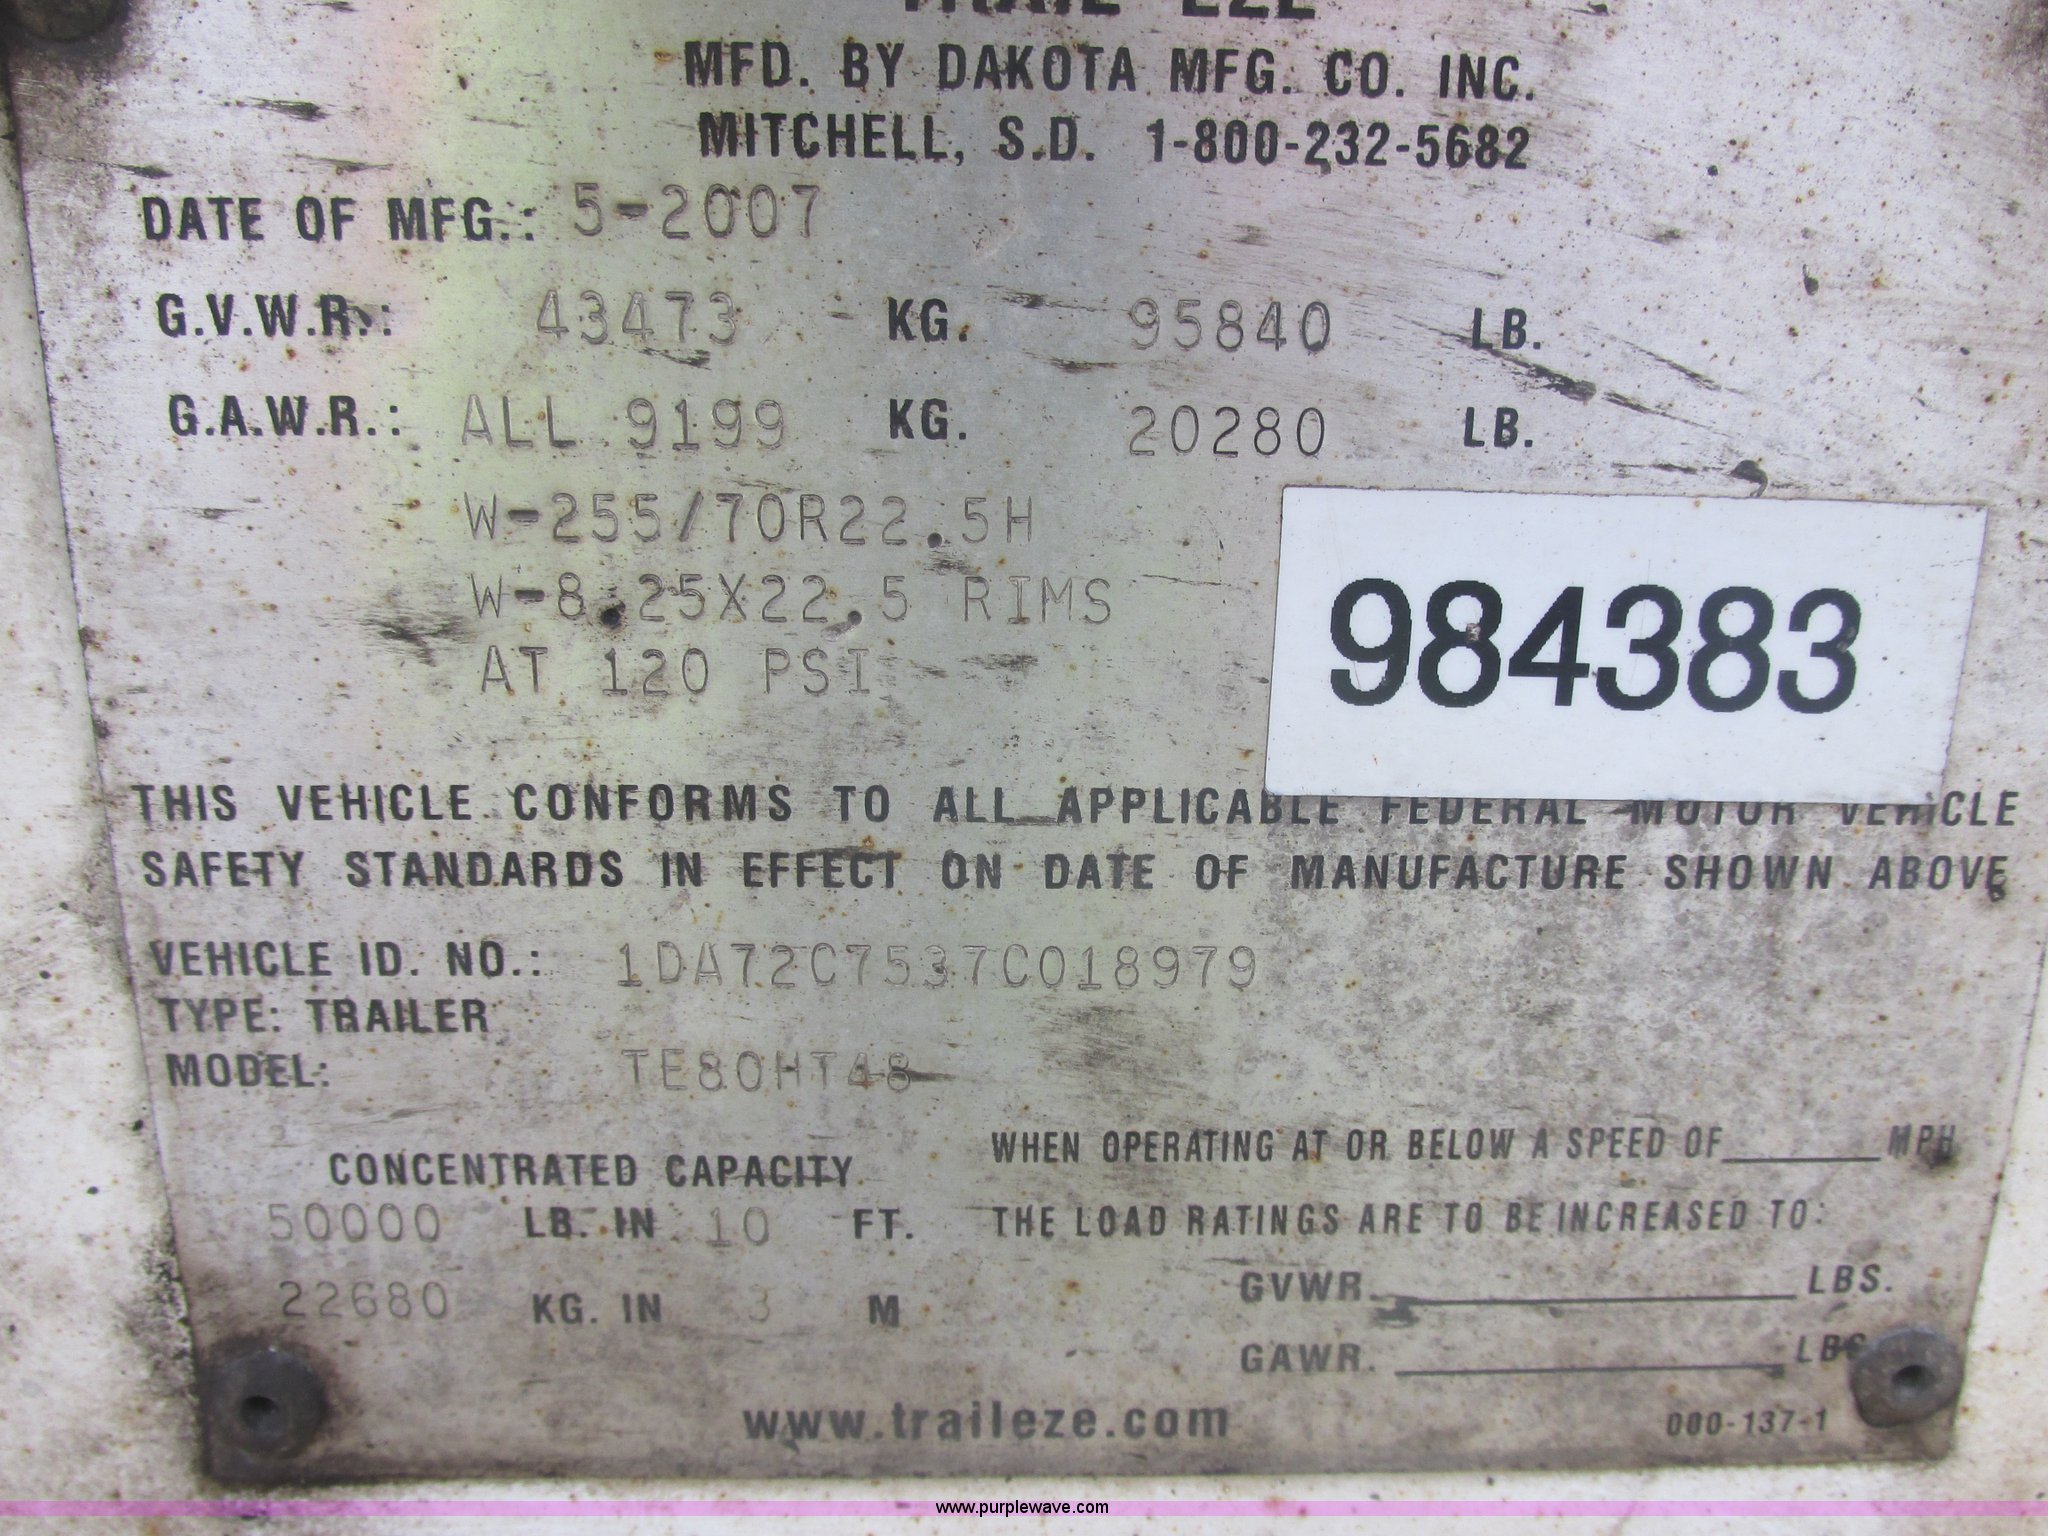 TRAIL-EZE
MFD. BY DAKOTA MFG. CO. INC.
MITCHELL, S.D. 1-800-232-5682
DATE OF MFG.: 5-2007
G.V.W.R.: 43473 KG. 95840 LB.
G.A.W.R.: ALL 9199 KG. 20280 LB.
W-255/70R22.5H
W-8.25X22.5 RIMS
AT 120 PSI
984383
THIS VEHICLE CONFORMS TO ALL APPLICABLE FEDERAL MOTOR VEHICLE
SAFETY STANDARDS IN EFFECT ON DATE OF MANUFACTURE SHOWN ABOVE
VEHICLE ID. NO.: 1DA72C7537C018979
TYPE: TRAILER
MODEL: TE80HT48
CONCENTRATED CAPACITY
50000 LB. IN 10 FT.
22680 KG. IN 3 M
WHEN OPERATING AT OR BELOW A SPEED OF______MPH
THE LOAD RATINGS ARE TO BE INCREASED TO:
GVWR.______LBS.
GAWR.______LBS
www.traileze.com
000-137-1
www.purplewave.com